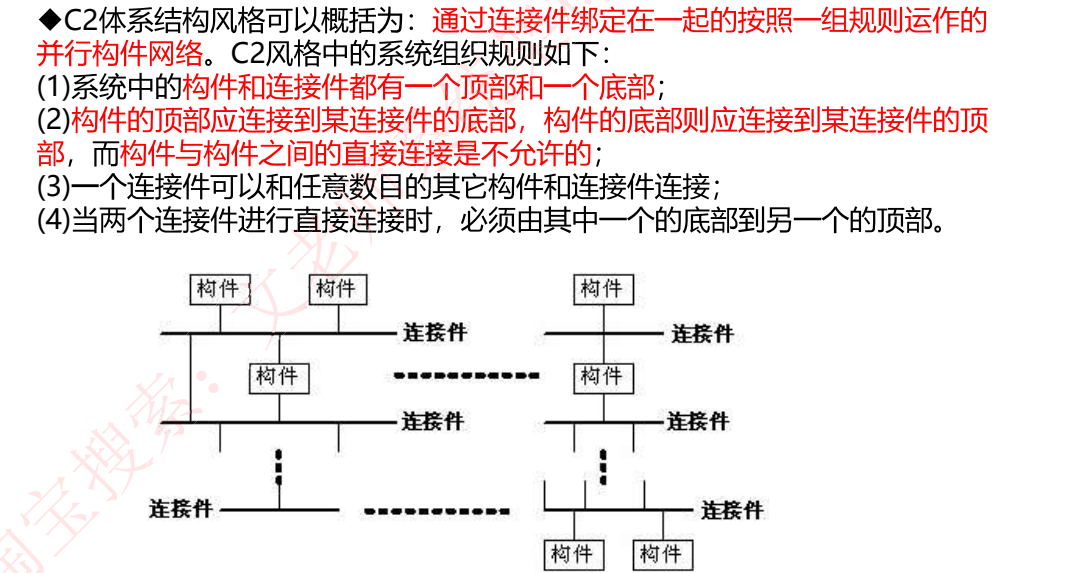 ◆C2体系结构风格可以概括为：通过连接件绑定在一起的按照一组规则运作的
并行构件网络。C2风格中的系统组织规则如下：
(1)系统中的构件和连接件都有一个顶部和一个底部；
(2)构件的顶部应连接到某连接件的底部，构件的底部则应连接到某连接件的顶
部，而构件与构件之间的直接连接是不允许的；
(3)一个连接件可以和任意数目的其它构件和连接件连接；
(4)当两个连接件进行直接连接时，必须由其中一个的底部到另一个的顶部。
构件 构件 构件
连接件 连接件
构件 构件
连接件 连接件
连接件 连接件
构件 构件
淘宝搜索：文老师